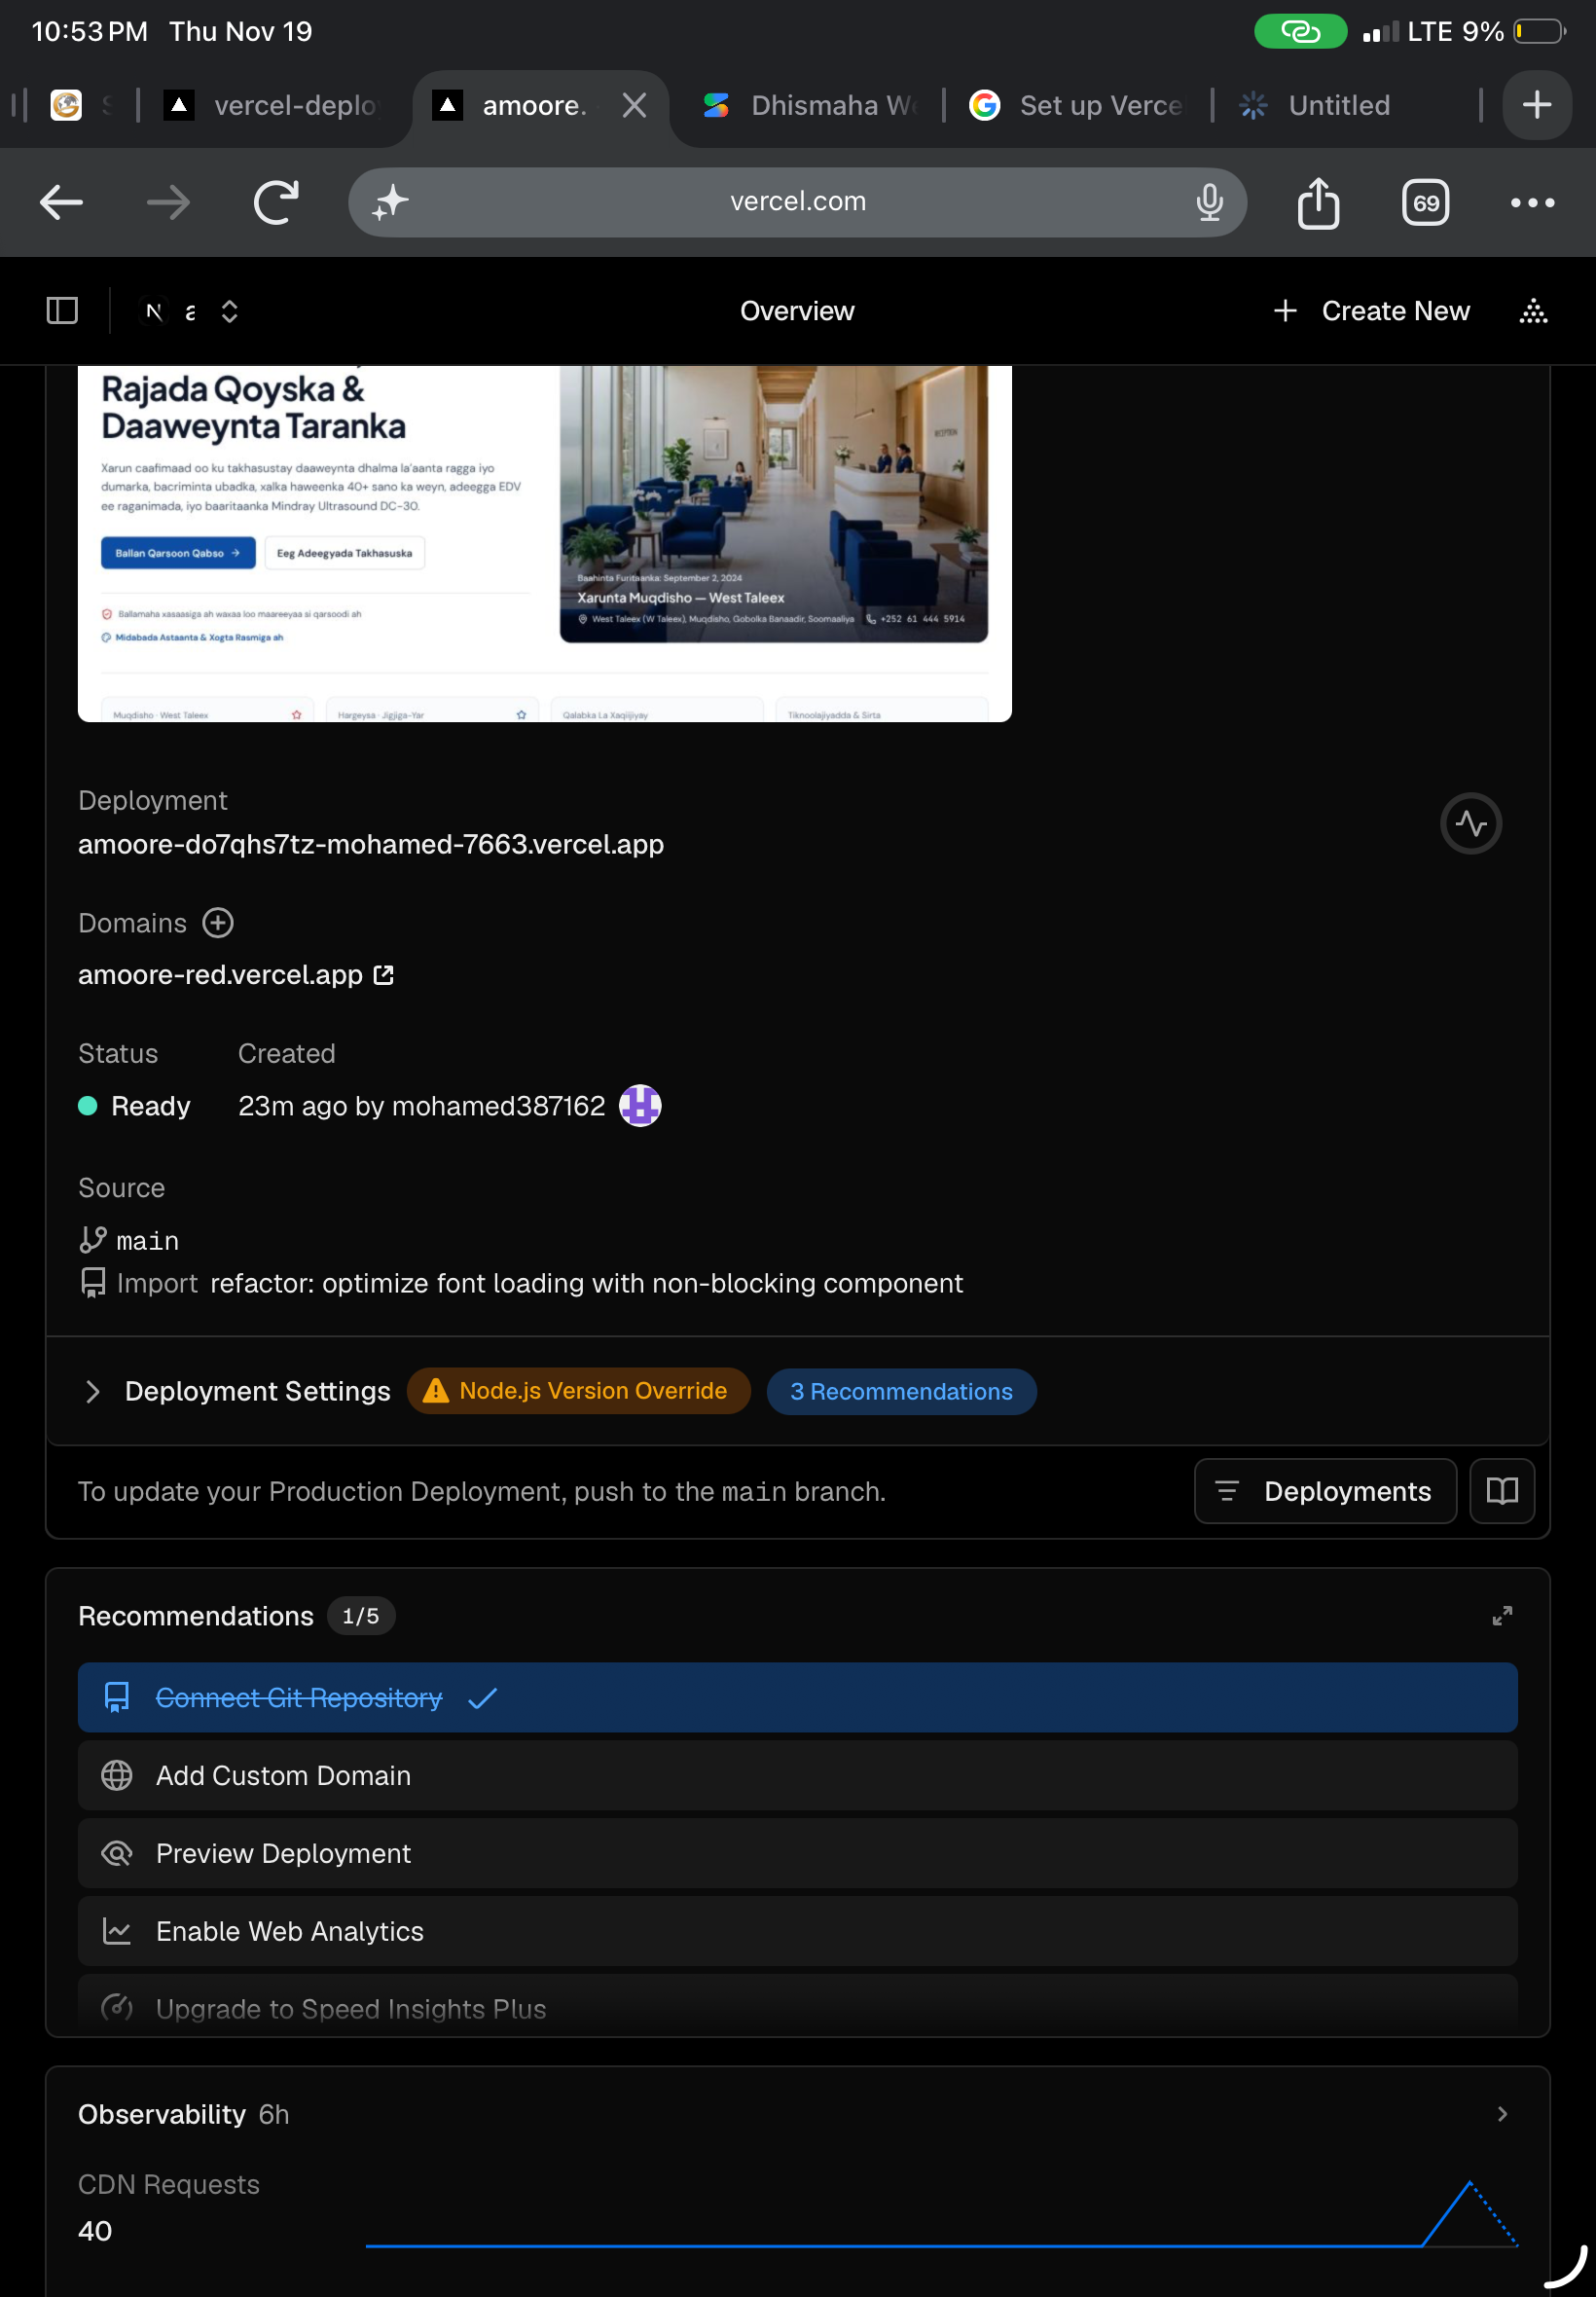 10:53 PM Thu Nov 19
LTE 9%
vercel-deplo
amoore.
Dhismaha We
Set up Verce
Untitled
vercel.com
69
Overview
Create New
Rajada Qoyska &
Daaweynta Taranka
Xarun caafimaad oo ku takhasustay daaweynta dhalma la'aanta ragga iyo
dumarka, bacriminta ubadka, xalka haweenka 40+ sano ka weyn, adeegga EDV
ee raganimada, iyo baaritaanka Mindray Ultrasound DC-30.
Ballan Qarsoon Qabso →
Eeg Adeegyada Takhasuska
Ballamaha xasaasiga ah waxaa loo maareeyaa si qarsoodi ah
Midabada Astaanta & Xogta Rasmiga ah
RECEPTION
Baahinta Furitaanka: September 2, 2024
Xarunta Muqdisho — West Taleex
West Taleex (W Taleex), Muqdisho, Gobolka Banaadir, Soomaaliya
+252 61 444 5914
Muqdisho · West Taleex
Hargeysa · Jigjiga-Yar
Qalabka La Xaqiijiyay
Tiknoolajiyadda & Sirta
Deployment
amoore-do7qhs7tz-mohamed-7663.vercel.app
Domains
amoore-red.vercel.app
Status Created
Ready 23m ago by mohamed387162
Source
main
Import refactor: optimize font loading with non-blocking component
Deployment Settings
Node.js Version Override
3 Recommendations
To update your Production Deployment, push to the main branch.
Deployments
Recommendations 1/5
Connect Git Repository
Add Custom Domain
Preview Deployment
Enable Web Analytics
Upgrade to Speed Insights Plus
Observability 6h
CDN Requests
40